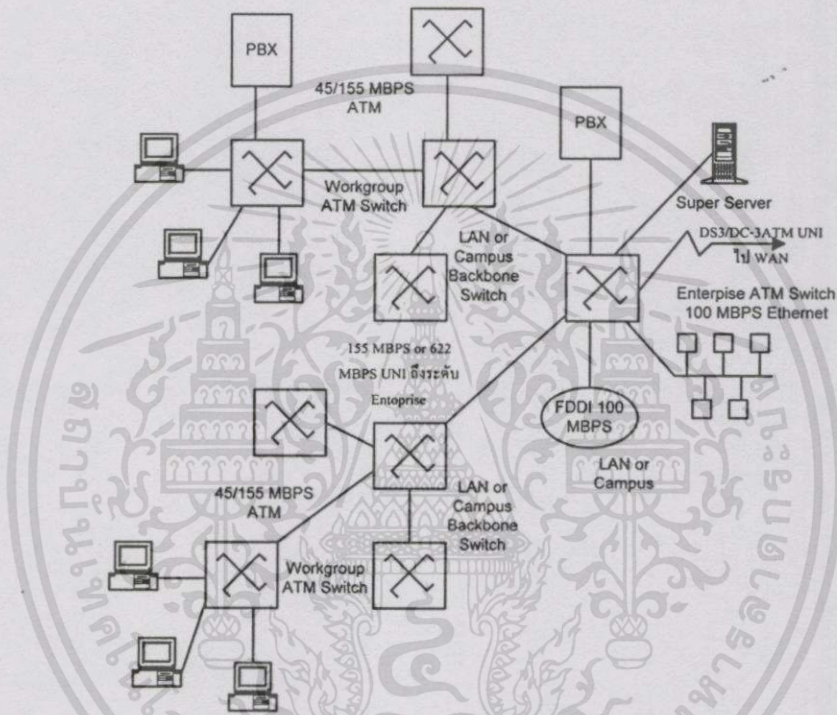 PBX
45/155 MBPS
ATM
PBX
Workgroup
ATM Switch
Super Server
DS3/DC-3ATM UNI
ไป WAN
LAN or
Campus
Backbone
Switch
Enterpise ATM Switch
100 MBPS Ethernet
155 MBPS or 622
MBPS UNI ถึงระดับ
Entoprise
FDDI 100
MBPS
LAN or
Campus
45/155 MBPS
ATM
LAN or
Campus
Backbone
Switch
Workgroup
ATM Switch